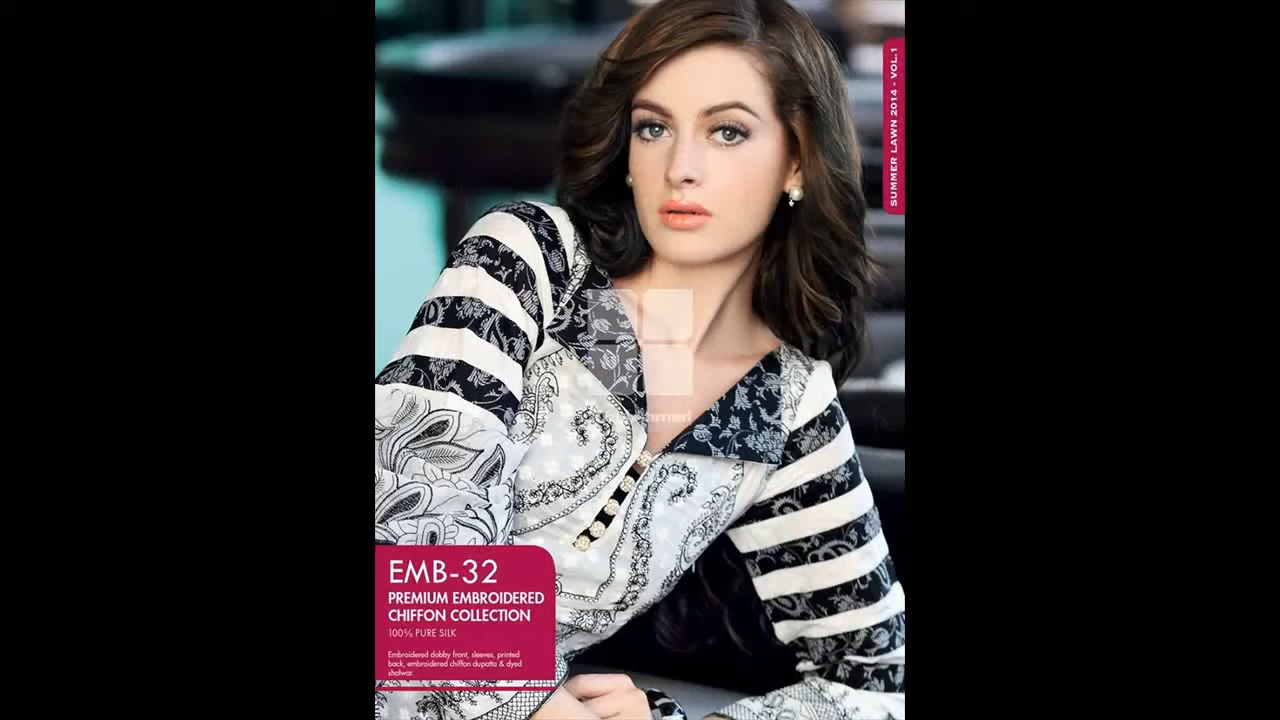 SUMMER LAWN 2014 - VOL.1
EMB-32
PREMIUM EMBROIDERED
CHIFFON COLLECTION
100% PURE SILK
Embroidered dobby front, sleeves, printed
back, embroidered chiffon dupatta & dyed
shalwar.